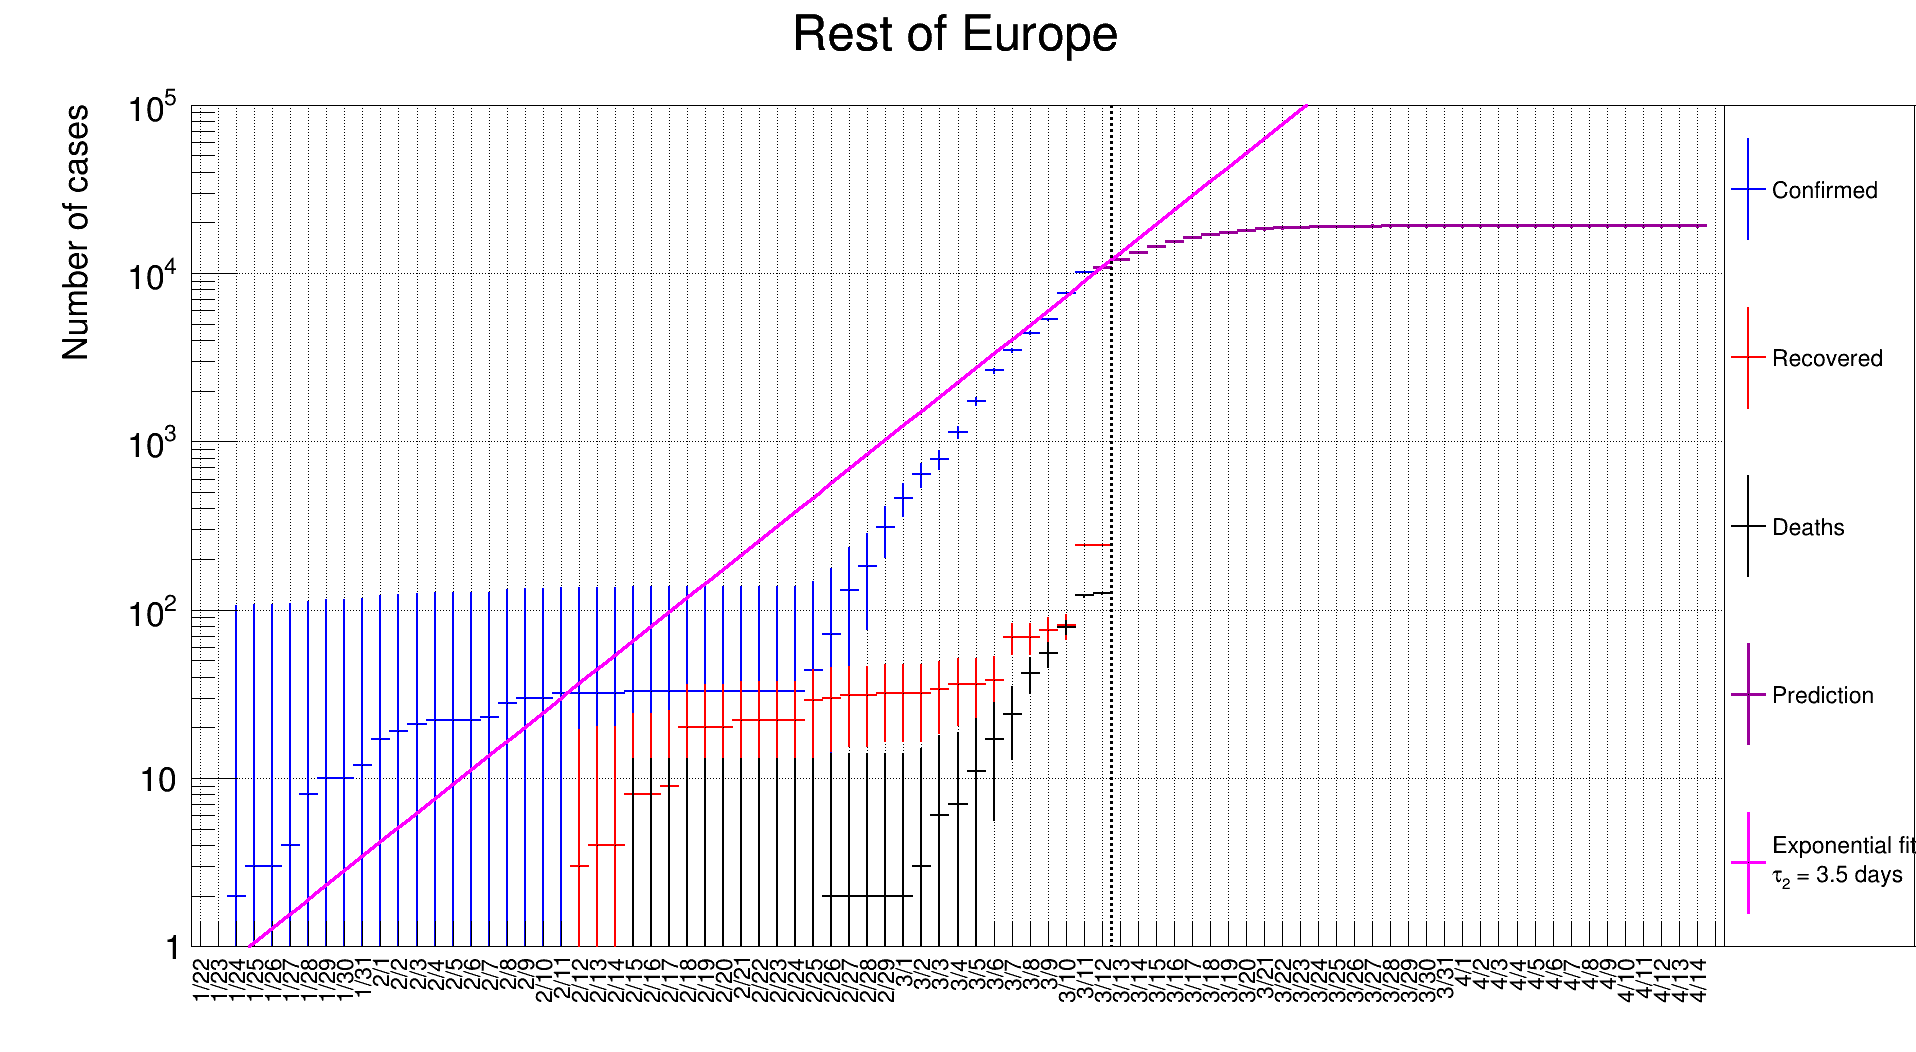 Rest of Europe
Number of cases
10^5
10^4
10^3
10^2
10
1
1/22 1/23 1/24 1/25 1/26 1/27 1/28 1/29 1/30 1/31 2/1 2/2 2/3 2/4 2/5 2/6 2/7 2/8 2/9 2/10 2/11 2/12 2/13 2/14 2/15 2/16 2/17 2/18 2/19 2/20 2/21 2/22 2/23 2/24 2/25 2/26 2/27 2/28 2/29 3/1 3/2 3/3 3/4 3/5 3/6 3/7 3/8 3/9 3/10 3/11 3/12 3/13 3/14 3/15 3/16 3/17 3/18 3/19 3/20 3/21 3/22 3/23 3/24 3/25 3/26 3/27 3/28 3/29 3/30 3/31 4/1 4/2 4/3 4/4 4/5 4/6 4/7 4/8 4/9 4/10 4/11 4/12 4/13 4/14
Confirmed
Recovered
Deaths
Prediction
Exponential fit
τ₂ = 3.5 days